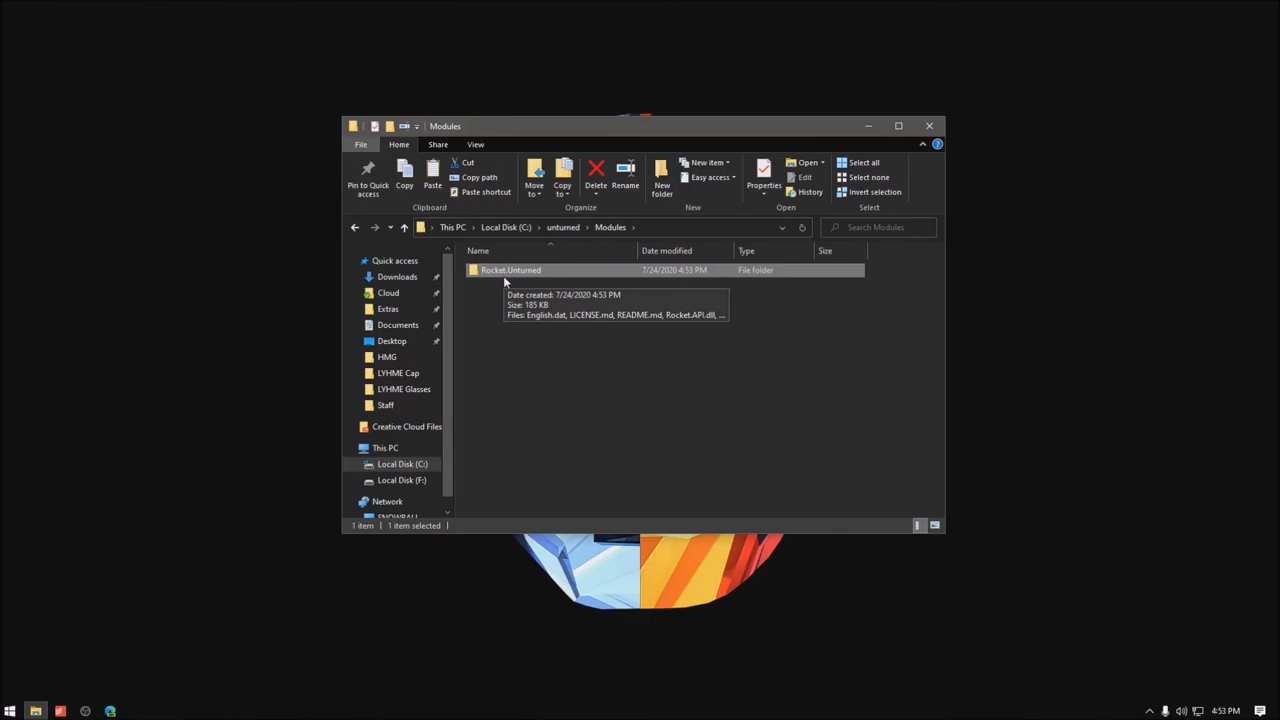 Modules
File
Home
Share
View
Pin to Quick
access
Copy
Paste
Cut
Copy path
Paste shortcut
Clipboard
Move
to
Copy
to
Delete
Rename
Organize
New
folder
New item
Easy access
New
Properties
Open
Edit
History
Open
Select all
Select none
Invert selection
Select
This PC > Local Disk (C:) > unturned > Modules >
Search Modules
Name
Date modified
Type
Size
Rocket.Unturned
7/24/2020 4:53 PM
File folder
Date created: 7/24/2020 4:53 PM
Size: 185 KB
Files: English.dat, LICENSE.md, README.md, Rocket.API.dll, ...
Quick access
Downloads
Cloud
Extras
Documents
Desktop
HMG
LYHME Cap
LYHME Glasses
Staff
Creative Cloud Files
This PC
Local Disk (C:)
Local Disk (F:)
Network
1 item
1 item selected
4:53 PM